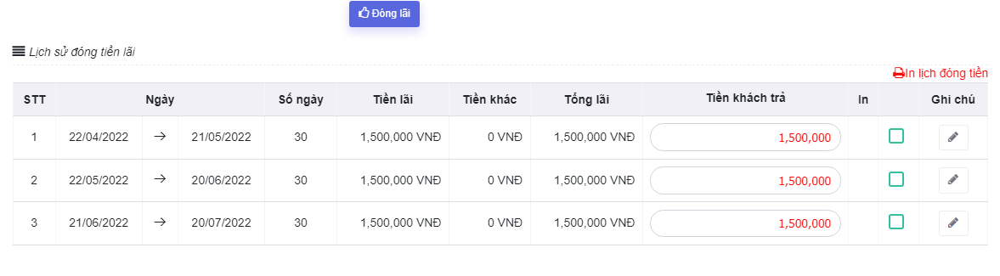 Đóng lãi
Lịch sử đóng tiền lãi
In lịch đóng tiền
STT Ngày Số ngày Tiền lãi Tiền khác Tổng lãi Tiền khách trả In Ghi chú
1 22/04/2022 → 21/05/2022 30 1,500,000 VNĐ 0 VNĐ 1,500,000 VNĐ 1,500,000
2 22/05/2022 → 20/06/2022 30 1,500,000 VNĐ 0 VNĐ 1,500,000 VNĐ 1,500,000
3 21/06/2022 → 20/07/2022 30 1,500,000 VNĐ 0 VNĐ 1,500,000 VNĐ 1,500,000